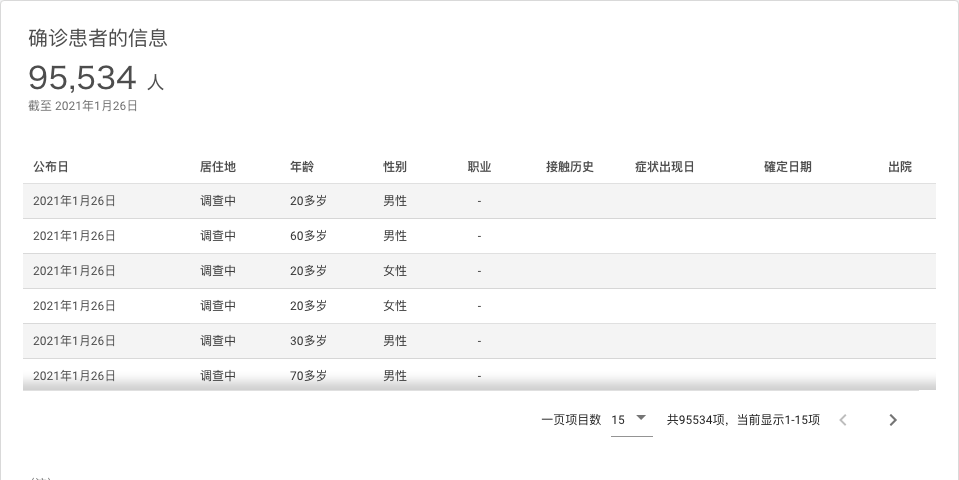 确诊患者的信息
95,534 人
截至 2021年1月26日
公布日 居住地 年龄 性别 职业 接触历史 症状出现日 確定日期 出院
2021年1月26日 调查中 20多岁 男性 -
2021年1月26日 调查中 60多岁 男性 -
2021年1月26日 调查中 20多岁 女性 -
2021年1月26日 调查中 20多岁 女性 -
2021年1月26日 调查中 30多岁 男性 -
2021年1月26日 调查中 70多岁 男性 -
一页项目数 15 共95534项，当前显示1-15项